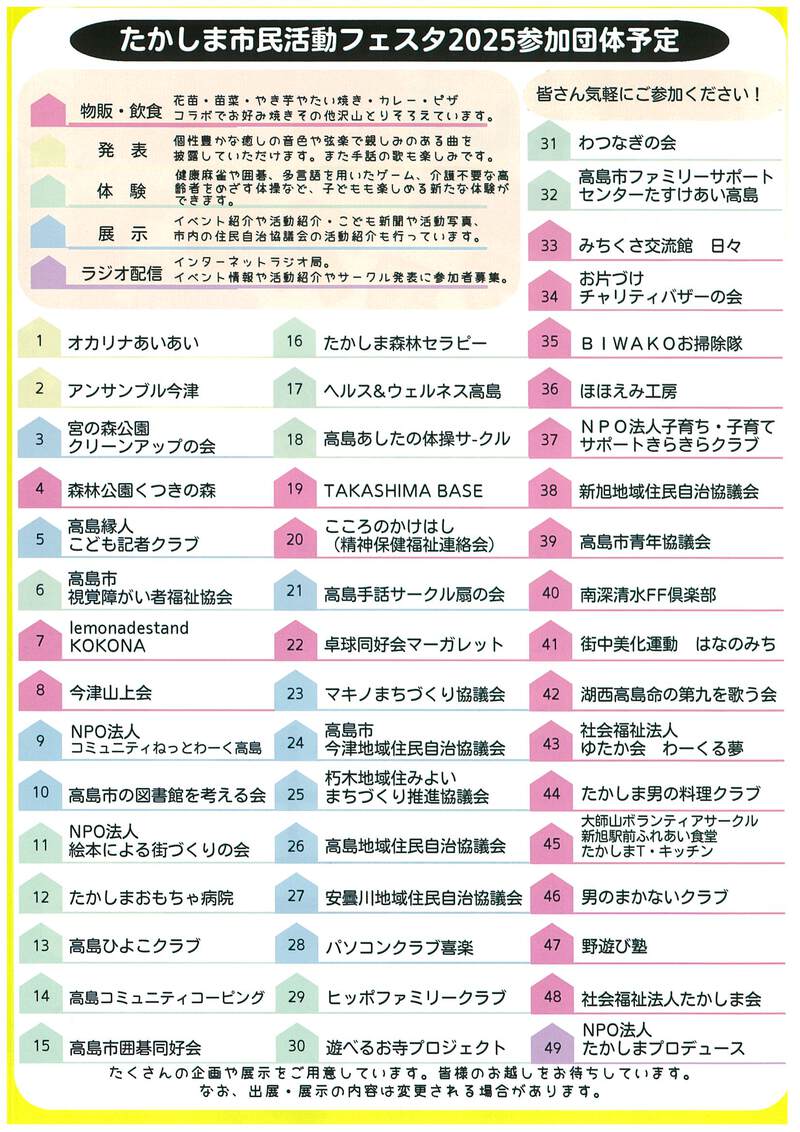 たかしま市民活動フェスタ2025参加団体予定
物販・飲食
花苗・苗菜・やき芋やたい焼き・カレー・ピザ
コラボでお好み焼きその他沢山とりそろえています。
発 表
個性豊かな癒しの音色や弦楽で親しみのある曲を
披露していただけます。また手話の歌も楽しみです。
体 験
健康麻雀や囲碁、多言語を用いたゲーム、介護不要な高
齢者をめざす体操など、子どもも楽しめる新たな体験が
できます。
展 示
イベント紹介や活動紹介・こども新聞や活動写真、
市内の住民自治協議会の活動紹介も行っています。
ラジオ配信
インターネットラジオ局。
イベント情報や活動紹介やサークル発表に参加者募集。
1 オカリナあいあい
2 アンサンブル今津
3 宮の森公園
クリーンアップの会
4 森林公園くつきの森
5 高島縁人
こども記者クラブ
6 高島市
視覚障がい者福祉協会
7 lemonadestand
KOKONA
8 今津山上会
9 NPO法人
コミュニティねっとわーく高島
10 高島市の図書館を考える会
11 NPO法人
絵本による街づくりの会
12 たかしまおもちゃ病院
13 高島ひよこクラブ
14 高島コミュニティコーピング
15 高島市囲碁同好会
16 たかしま森林セラピー
17 ヘルス&ウェルネス高島
18 高島あしたの体操サ-クル
19 TAKASHIMA BASE
20 こころのかけはし
（精神保健福祉連絡会）
21 高島手話サークル扇の会
22 卓球同好会マーガレット
23 マキノまちづくり協議会
24 高島市
今津地域住民自治協議会
25 朽木地域住みよい
まちづくり推進協議会
26 高島地域住民自治協議会
27 安曇川地域住民自治協議会
28 パソコンクラブ喜楽
29 ヒッポファミリークラブ
30 遊べるお寺プロジェクト
皆さん気軽にご参加ください！
31 わつなぎの会
32 高島市ファミリーサポート
センターたすけあい高島
33 みちくさ交流館 日々
34 お片づけ
チャリティバザーの会
35 ＢＩＷＡＫＯお掃除隊
36 ほほえみ工房
37 ＮＰＯ法人子育ち・子育て
サポートきらきらクラブ
38 新旭地域住民自治協議会
39 高島市青年協議会
40 南深清水FF倶楽部
41 街中美化運動 はなのみち
42 湖西高島命の第九を歌う会
43 社会福祉法人
ゆたか会 わーくる夢
44 たかしま男の料理クラブ
45 大師山ボランティアサークル
新旭駅前ふれあい食堂
たかしまT・キッチン
46 男のまかないクラブ
47 野遊び塾
48 社会福祉法人たかしま会
49 NPO法人
たかしまプロデュース
たくさんの企画や展示をご用意しています。皆様のお越しをお待ちしています。
なお、出展・展示の内容は変更される場合があります。